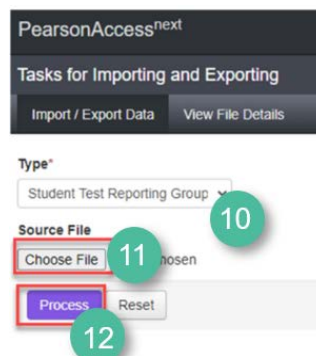 PearsonAccessnext
Tasks for Importing and Exporting
Import / Export Data View File Details
Type*
Student Test Reporting Group
10
Source File
Choose File 11 hosen
Process Reset
12